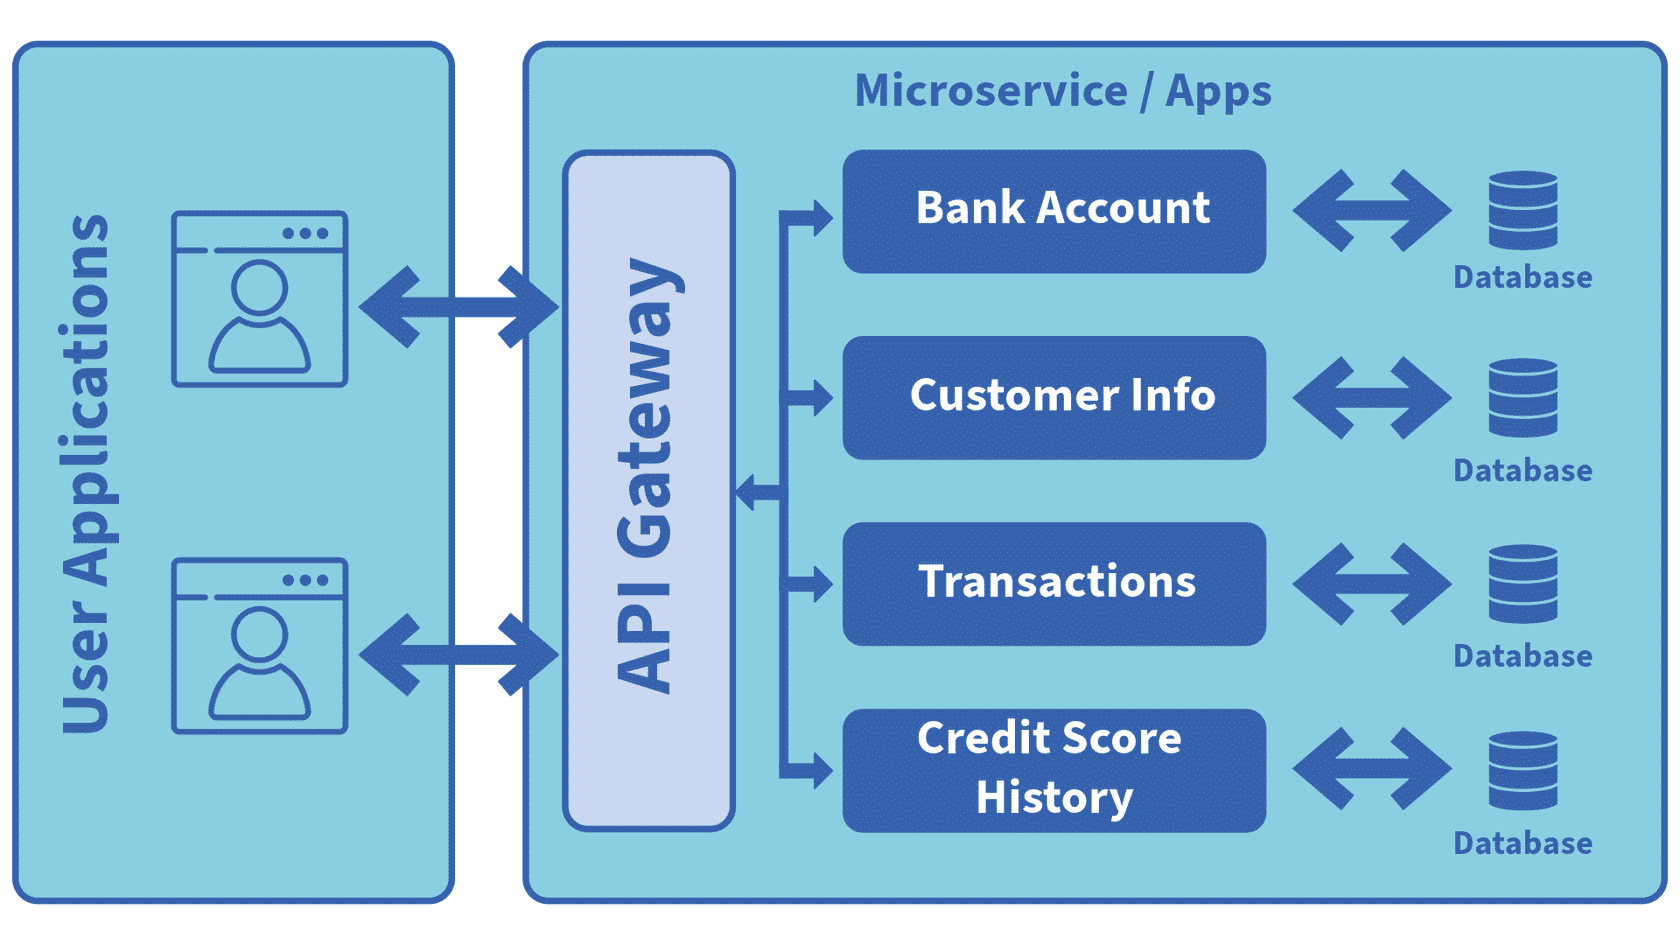 User Applications
API Gateway
Microservice / Apps
Bank Account
Database
Customer Info
Database
Transactions
Database
Credit Score
History
Database